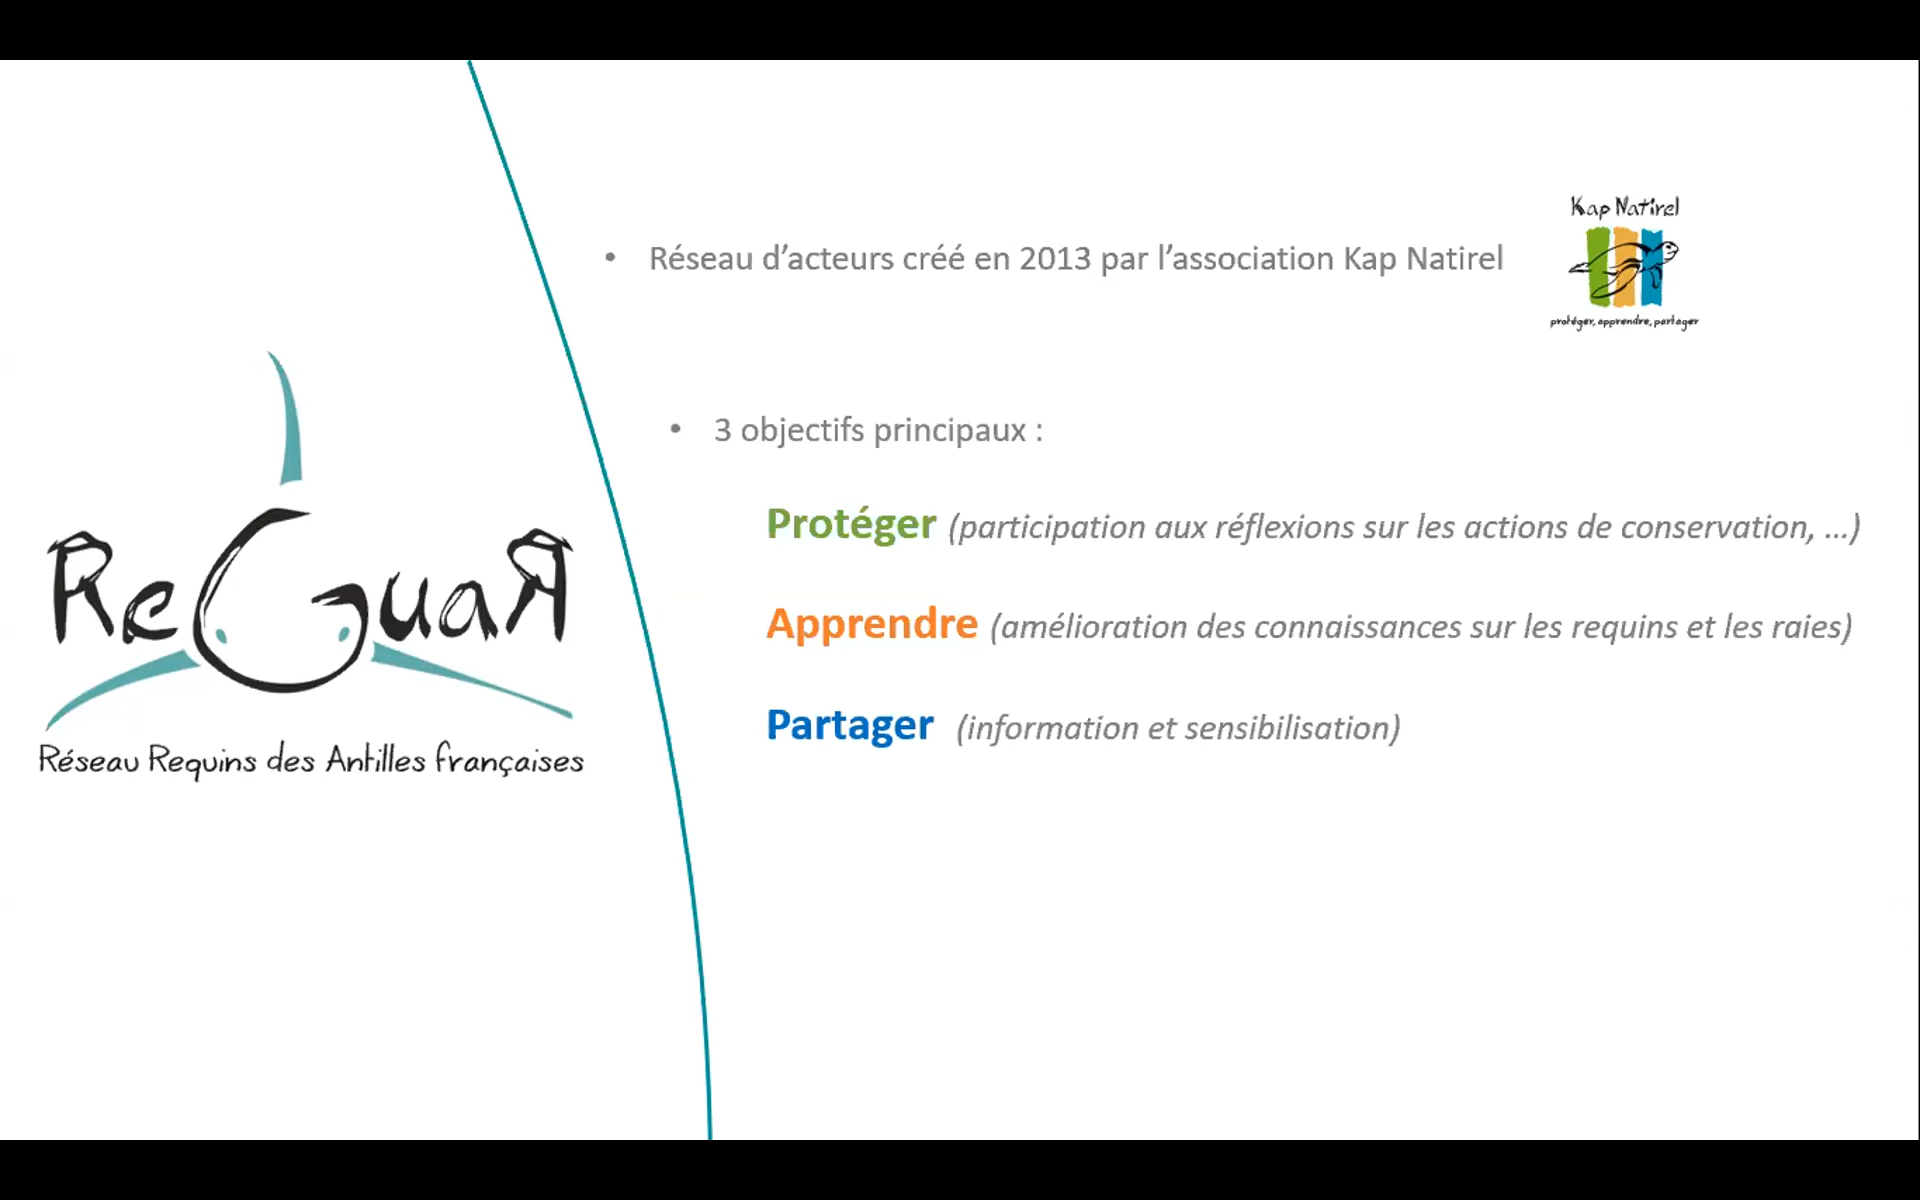 ReGuaR
Réseau Requins des Antilles françaises
• Réseau d’acteurs créé en 2013 par l’association Kap Natirel
Kap Natirel
protéger, apprendre, partager
• 3 objectifs principaux :
Protéger (participation aux réflexions sur les actions de conservation, ...)
Apprendre (amélioration des connaissances sur les requins et les raies)
Partager (information et sensibilisation)